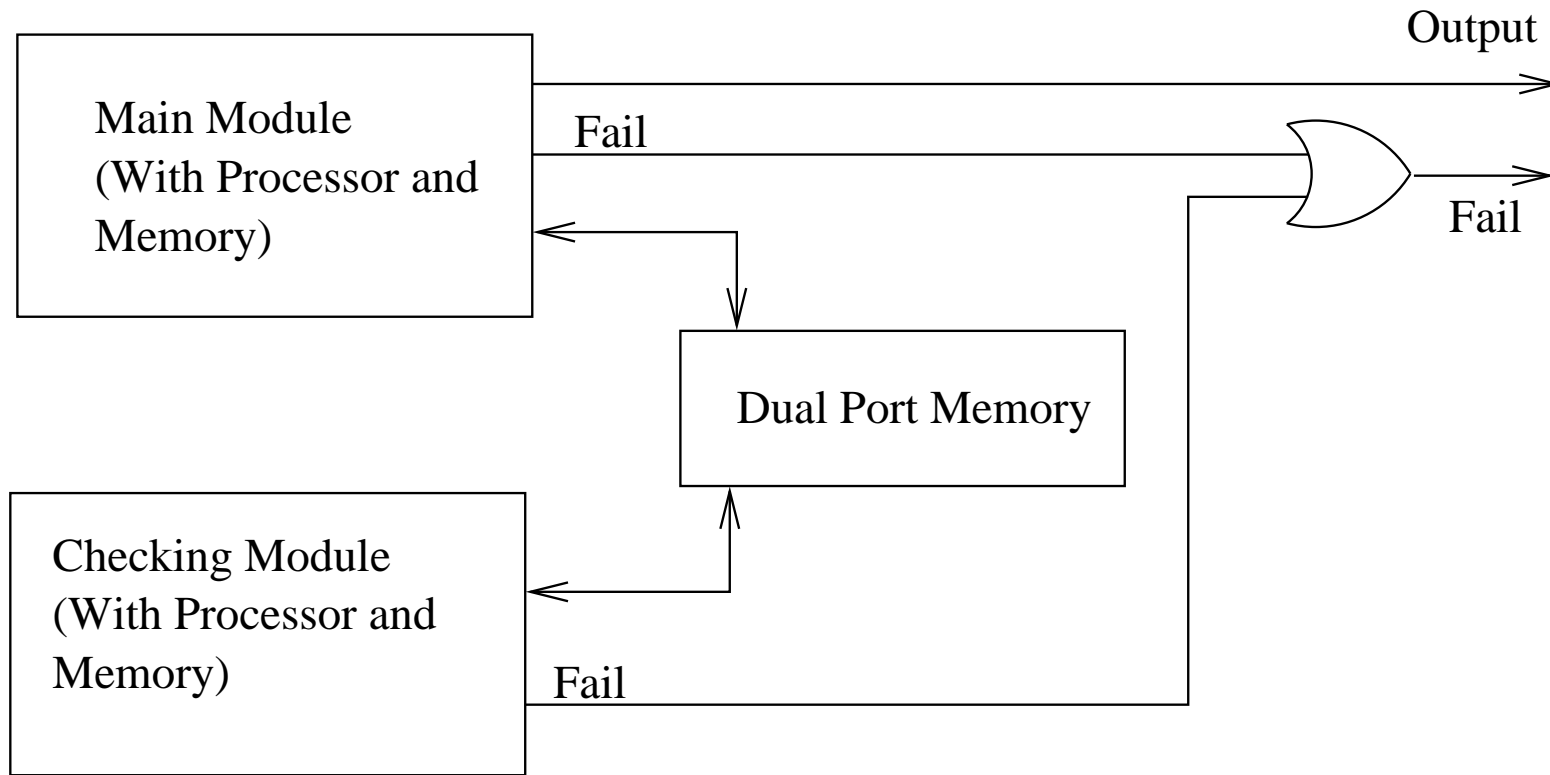 Output
Main Module
(With Processor and
Memory)
Fail
Fail
Dual Port Memory
Checking Module
(With Processor and
Memory)
Fail